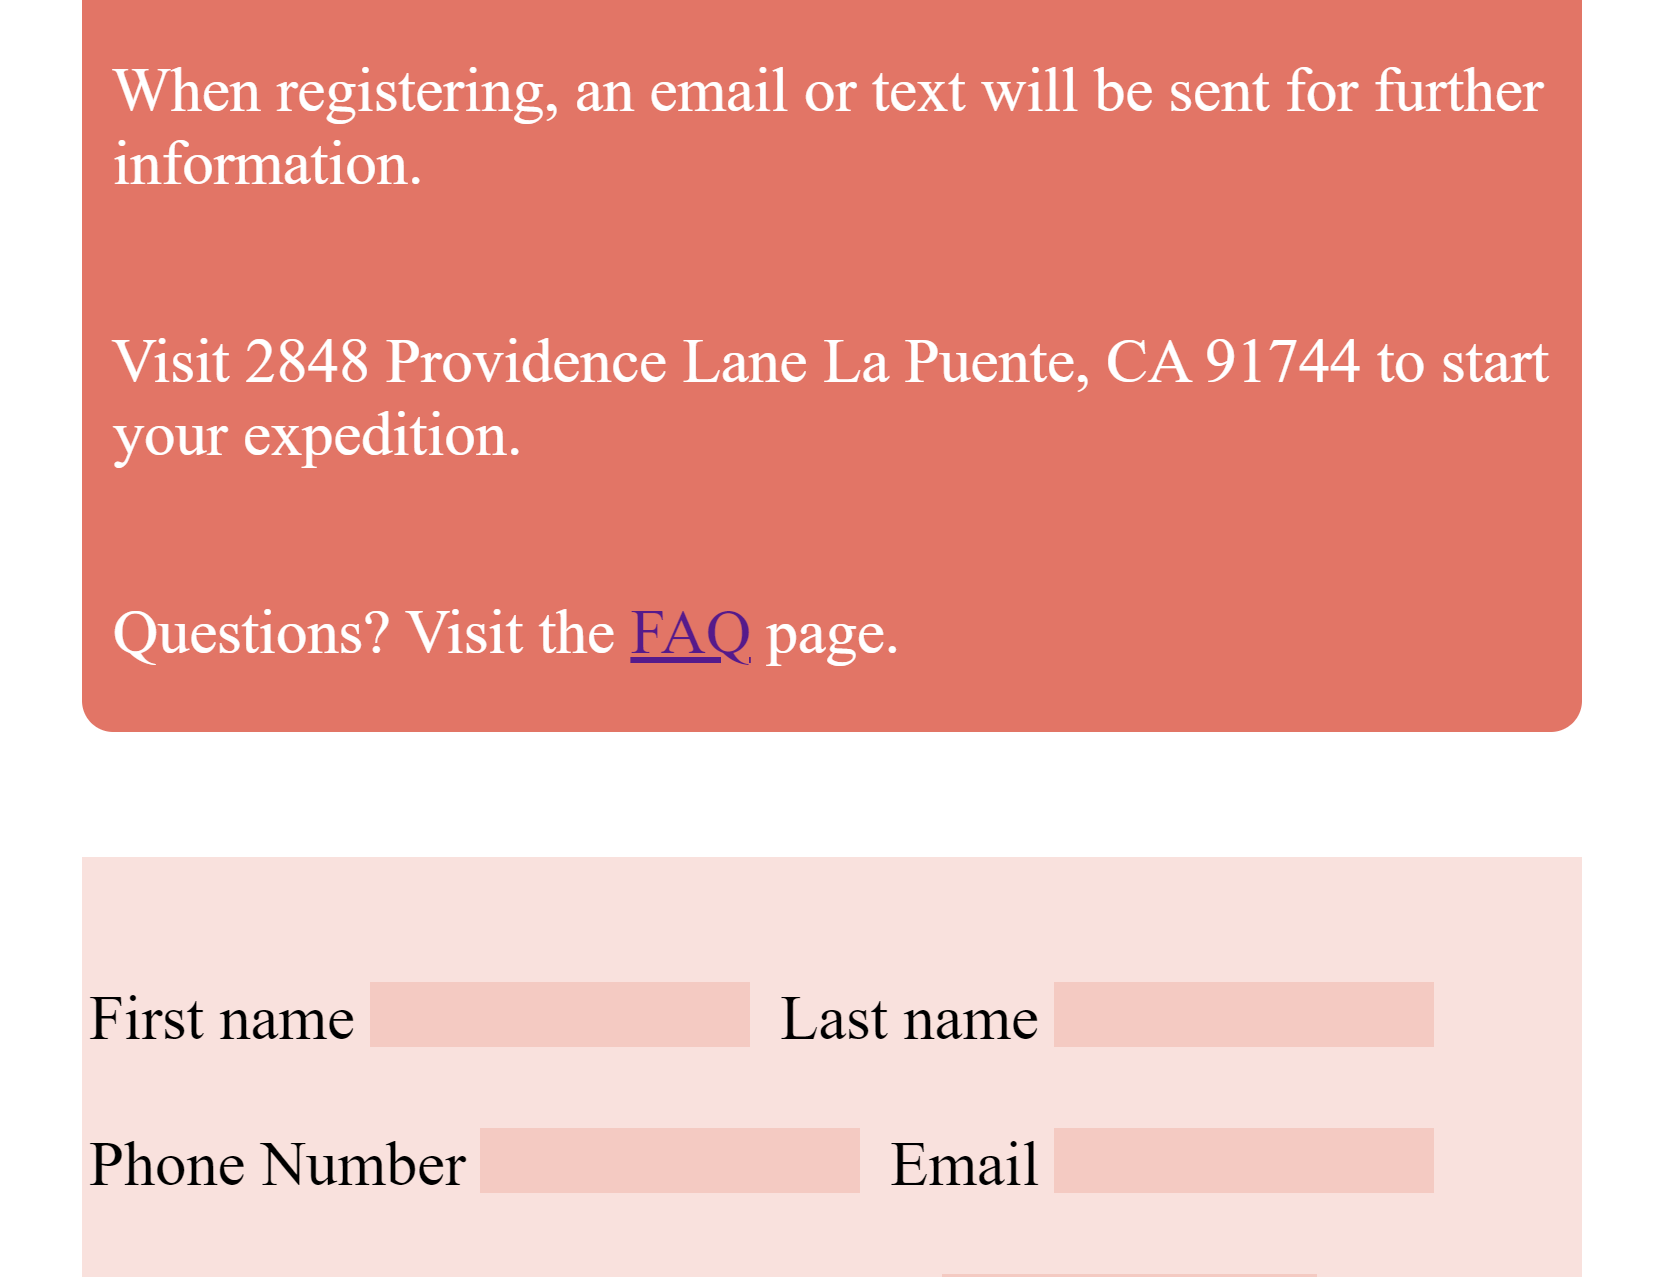 When registering, an email or text will be sent for further
information.
Visit 2848 Providence Lane La Puente, CA 91744 to start
your expedition.
Questions? Visit the FAQ page.
First name Last name
Phone Number Email